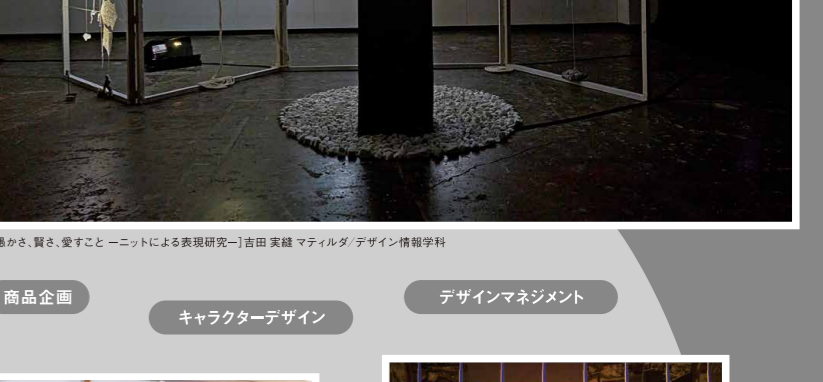 愚かさ、賢さ、愛すこと ーニットによる表現研究ー]吉田 実縫 マティルダ/デザイン情報学科
商品企画
キャラクターデザイン
デザインマネジメント